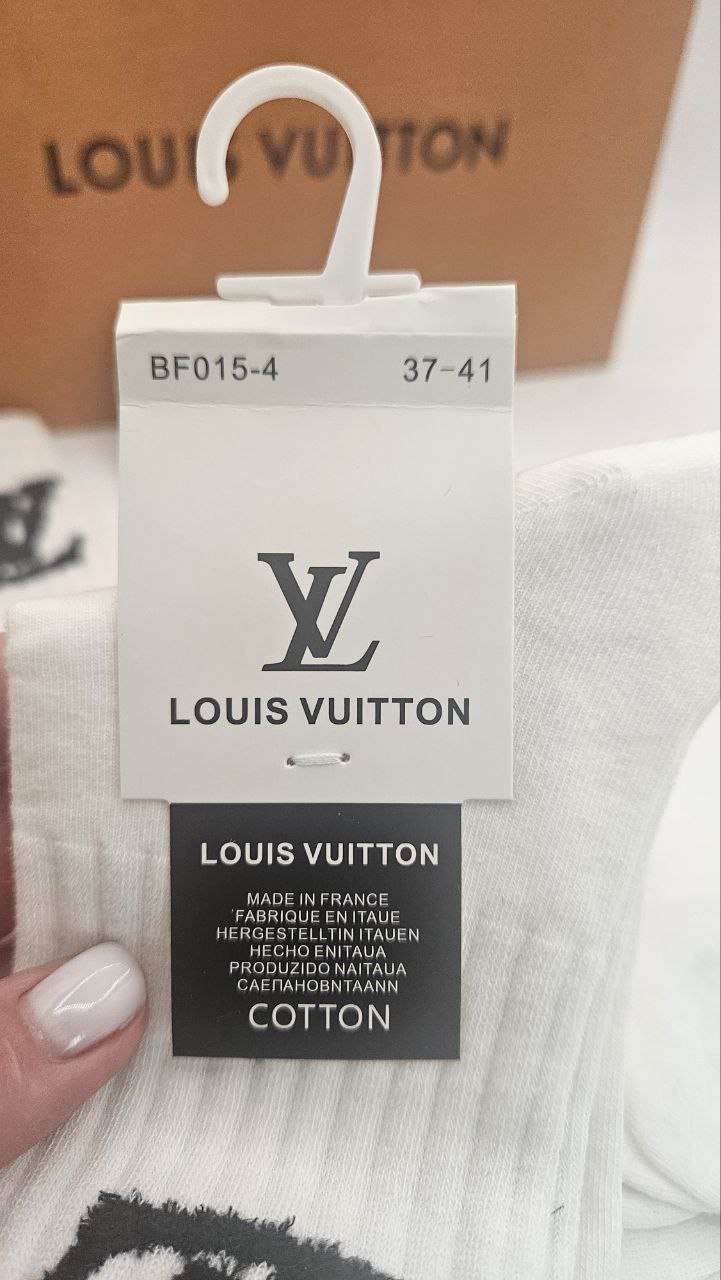 LOUIS VUITTON
BF015-4 37-41
LV
LOUIS VUITTON
LOUIS VUITTON
MADE IN FRANCE
'FABRIQUE EN ITAUE
HERGESTELLTIN ITAUEN
HECHO ENITAUA
PRODUZIDO NAITAUA
САЕПАНОВNТААNN
COTTON